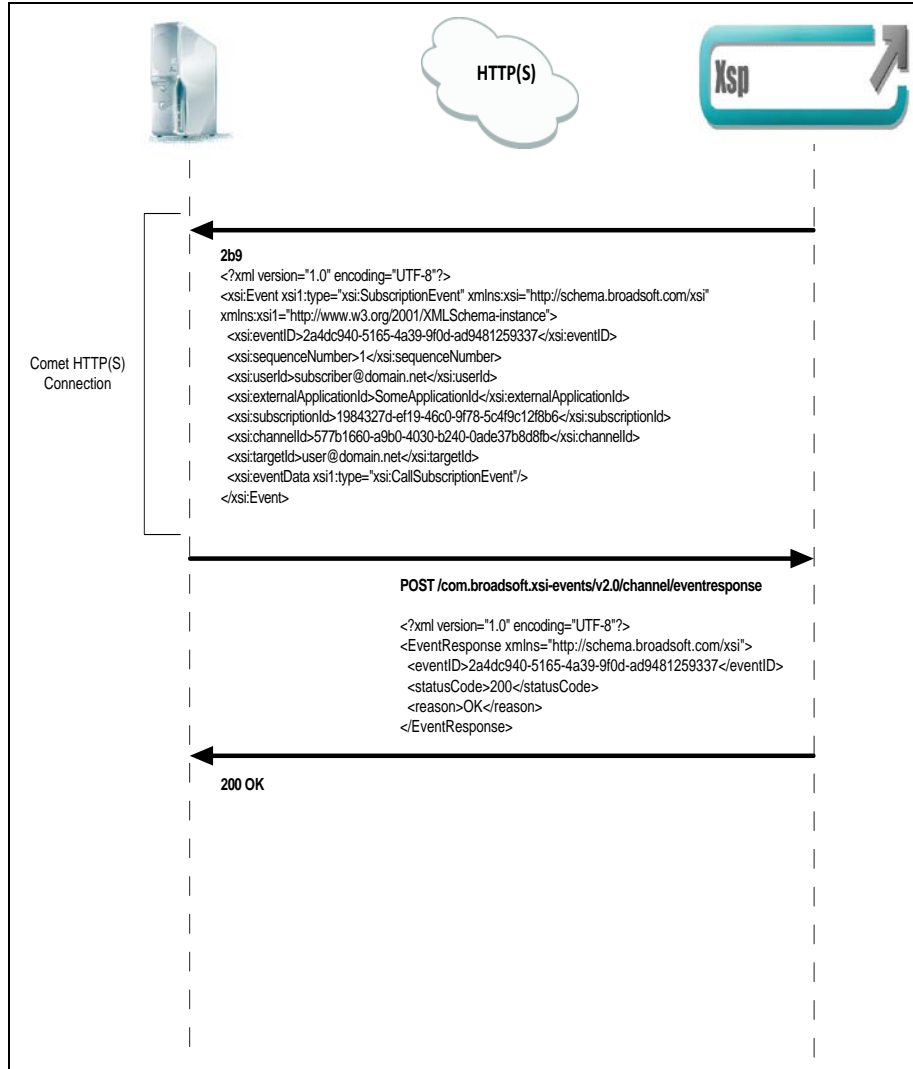 HTTP(S)
Xsp
2b9
<?xml version="1.0" encoding="UTF-8"?>
<xsi:Event xsi1:type="xsi:SubscriptionEvent" xmlns:xsi="http://schema.broadsoft.com/xsi"
xmlns:xsi1="http://www.w3.org/2001/XMLSchema-instance">
<xsi:eventID>2a4dc940-5165-4a39-9f0d-ad9481259337</xsi:eventID>
<xsi:sequenceNumber>1</xsi:sequenceNumber>
<xsi:userId>subscriber@domain.net</xsi:userId>
<xsi:externalApplicationId>SomeApplicationId</xsi:externalApplicationId>
<xsi:subscriptionId>1984327d-ef19-46c0-9f78-5c4f9c12f8b6</xsi:subscriptionId>
<xsi:channelId>577b1660-a9b0-4030-b240-0ade37b8d8fb</xsi:channelId>
<xsi:targetId>user@domain.net</xsi:targetId>
<xsi:eventData xsi1:type="xsi:CallSubscriptionEvent"/>
</xsi:Event>
Comet HTTP(S)
Connection
POST /com.broadsoft.xsi-events/v2.0/channel/eventresponse
<?xml version="1.0" encoding="UTF-8"?>
<EventResponse xmlns="http://schema.broadsoft.com/xsi">
<eventID>2a4dc940-5165-4a39-9f0d-ad9481259337</eventID>
<statusCode>200</statusCode>
<reason>OK</reason>
</EventResponse>
200 OK